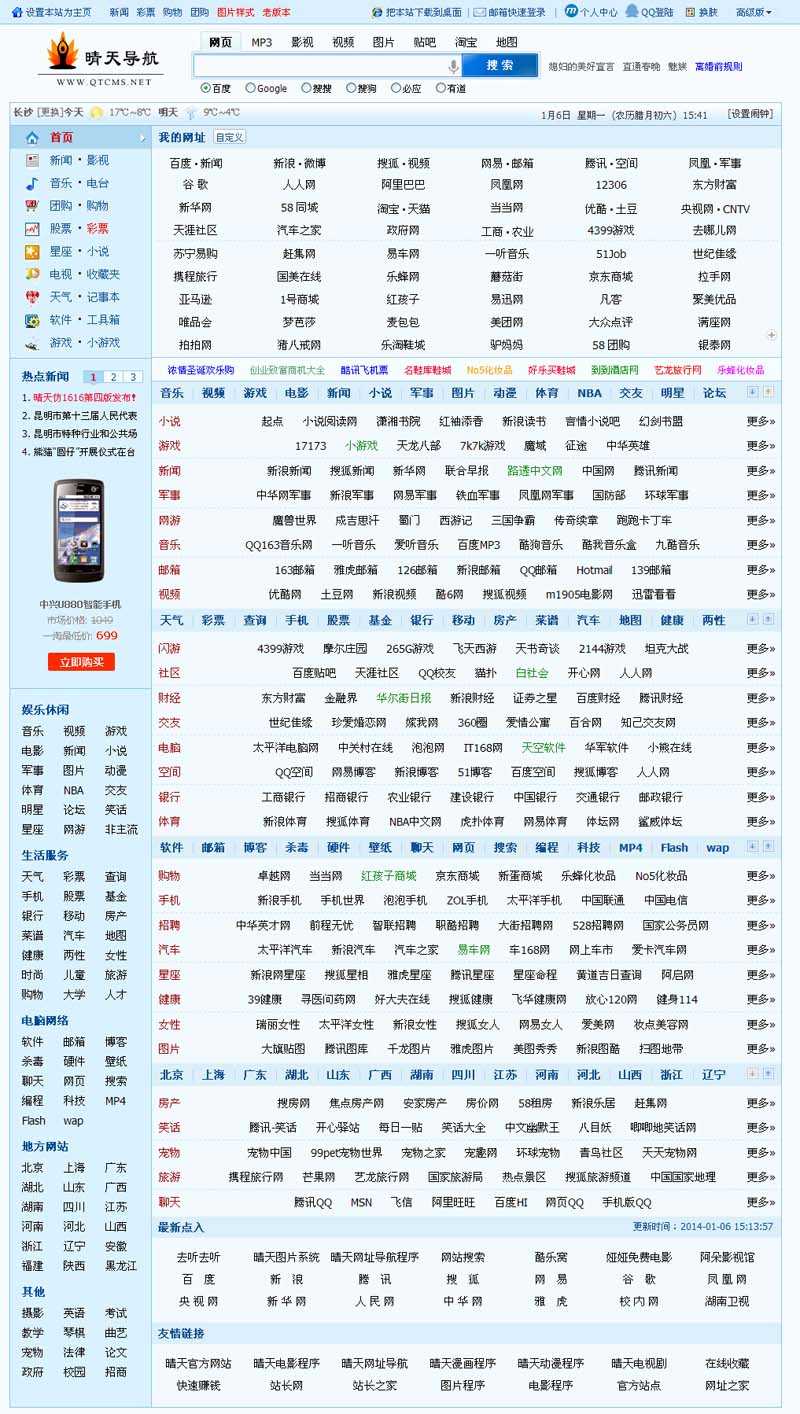 设置本站为主页 新闻 彩票 购物 团购 图片样式 老版本 把本站下载到桌面 邮箱快速登录 个人中心 QQ登陆 换肤 高级版
晴天导航
WWW.QTCMS.NET
网页 MP3 影视 视频 图片 贴吧 淘宝 地图
搜 索 媳妇的美好宣言 直通春晚 魅族 离婚前规则
百度 Google 搜搜 搜狗 必应 有道
长沙 [更换]今天 17℃~8℃ 明天 9℃~4℃ 1月6日 星期一 (农历腊月初六) 15:41 [设置闹钟]
首页
新闻·影视
音乐·电台
团购·购物
股票·彩票
星座·小说
电视·收藏夹
天气·记事本
软件·工具箱
游戏·小游戏
我的网址 自定义
百度·新闻 新浪·微博 搜狐·视频 网易·邮箱 腾讯·空间 凤凰·军事
谷 歌 人人网 阿里巴巴 凤凰网 12306 东方财富
新华网 58 同城 淘宝·天猫 当当网 优酷·土豆 央视网·CNTV
天涯社区 汽车之家 政府网 工商·农业 4399游戏 去哪儿网
苏宁易购 赶集网 易车网 一听音乐 51Job 世纪佳缘
携程旅行 国美在线 乐蜂网 蘑菇街 京东商城 拉手网
亚马逊 1号商城 红孩子 易迅网 凡客 聚美优品
唯品会 梦芭莎 麦包包 美团网 大众点评 满座网
拍拍网 猪八戒网 乐淘鞋城 驴妈妈 58 团购 银泰网
热点新闻 1 2 3
1. 晴天仿1616第四版发布!
2. 昆明市第十三届人民代表
3. 昆明市特种行业和公共场
4. 熊猫"圆仔"开展仪式在台
中兴U880智能手机
市场价格: 1049
一淘最低价: 699
立即购买
浓情圣诞欢乐购 创业致富商机大全 酷讯飞机票 名鞋库鞋城 No5化妆品 好乐买鞋城 到到酒店网 艺龙旅行网 乐蜂化妆品
音乐 视频 游戏 电影 新闻 小说 军事 图片 动漫 体育 NBA 交友 明星 论坛
小说 起点 小说阅读网 潇湘书院 红袖添香 新浪读书 言情小说吧 幻剑书盟 更多»
游戏 17173 小游戏 天龙八部 7k7k游戏 魔域 征途 中华英雄 更多»
新闻 新浪新闻 搜狐新闻 新华网 联合早报 路透中文网 中国网 腾讯新闻 更多»
军事 中华网军事 新浪军事 网易军事 铁血军事 凤凰网军事 国防部 环球军事 更多»
网游 魔兽世界 成吉思汗 蜀门 西游记 三国争霸 传奇续章 跑跑卡丁车 更多»
音乐 QQ163音乐网 一听音乐 爱听音乐 百度MP3 酷狗音乐 酷我音乐盒 九酷音乐 更多»
邮箱 163邮箱 雅虎邮箱 126邮箱 新浪邮箱 QQ邮箱 Hotmail 139邮箱 更多»
视频 优酷网 土豆网 新浪视频 酷6网 搜狐视频 m1905电影网 迅雷看看 更多»
天气 彩票 查询 手机 股票 基金 银行 移动 房产 菜谱 汽车 地图 健康 两性
闪游 4399游戏 摩尔庄园 265G游戏 飞天西游 天书奇谈 2144游戏 坦克大战 更多»
社区 百度贴吧 天涯社区 QQ校友 猫扑 白社会 开心网 人人网 更多»
财经 东方财富 金融界 华尔街日报 新浪财经 证券之星 百度财经 腾讯财经 更多»
交友 世纪佳缘 珍爱婚恋网 嫁我网 360圈 爱情公寓 百合网 知己交友网 更多»
电脑 太平洋电脑网 中关村在线 泡泡网 IT168网 天空软件 华军软件 小熊在线 更多»
空间 QQ空间 网易博客 新浪博客 51博客 百度空间 搜狐博客 人人网 更多»
银行 工商银行 招商银行 农业银行 建设银行 中国银行 交通银行 邮政银行 更多»
体育 新浪体育 搜狐体育 NBA中文网 虎扑体育 网易体育 体坛网 鲨威体坛 更多»
软件 邮箱 博客 杀毒 硬件 壁纸 聊天 网页 搜索 编程 科技 MP4 Flash wap
购物 卓越网 当当网 红孩子商城 京东商城 新蛋商城 乐蜂化妆品 No5化妆品 更多»
手机 新浪手机 手机世界 泡泡手机 ZOL手机 太平洋手机 中国联通 中国电信 更多»
招聘 中华英才网 前程无忧 智联招聘 职酷招聘 大街招聘网 528招聘网 国家公务员网 更多»
汽车 太平洋汽车 新浪汽车 汽车之家 易车网 车168网 网上车市 爱卡汽车网 更多»
星座 新浪网星座 搜狐星相 雅虎星座 腾讯星座 星座命程 黄道吉日查询 阿启网 更多»
健康 39健康 寻医问药网 好大夫在线 搜狐健康 飞华健康网 放心120网 健身114 更多»
女性 瑞丽女性 太平洋女性 新浪女性 搜狐女人 网易女人 爱美网 妆点美容网 更多»
图片 大旗贴图 腾讯图库 千龙图片 雅虎图片 美图秀秀 新浪图酷 扫图地带 更多»
北京 上海 广东 湖北 山东 广西 湖南 四川 江苏 河南 河北 山西 浙江 辽宁
房产 搜房网 焦点房产网 安家房产 房价网 58租房 新浪乐居 赶集网 更多»
笑话 腾讯-笑话 开心驿站 每日一贴 笑话大全 中文幽默王 八目妖 唧唧地笑话网 更多»
宠物 宠物中国 99pet宠物世界 宠物之家 宠趣网 环球宠物 青鸟社区 天天宠物网 更多»
旅游 携程旅行网 芒果网 艺龙旅行网 国家旅游局 热点景区 搜狐旅游频道 中国国家地理 更多»
聊天 腾讯QQ MSN 飞信 阿里旺旺 百度HI 网页QQ 手机版QQ 更多»
娱乐休闲
音乐 视频 游戏
电影 新闻 小说
军事 图片 动漫
体育 NBA 交友
明星 论坛 笑话
星座 网游 非主流
生活服务
天气 彩票 查询
手机 股票 基金
银行 移动 房产
菜谱 汽车 地图
健康 两性 女性
时尚 儿童 旅游
购物 大学 人才
电脑网络
软件 邮箱 博客
杀毒 硬件 壁纸
聊天 网页 搜索
编程 科技 MP4
Flash wap
地方网站
北京 上海 广东
湖北 山东 广西
湖南 四川 江苏
河南 河北 山西
浙江 辽宁 安徽
福建 陕西 黑龙江
其他
摄影 英语 考试
教学 琴棋 曲艺
宠物 法律 论文
政府 校园 招商
最新点入 更新时间：2014-01-06 15:13:57
去听去听 晴天图片系统 晴天网址导航程序 网站搜索 酷乐窝 娅娅免费电影 阿朵影视馆
百 度 新 浪 腾 讯 搜 狐 网 易 谷 歌 凤 凰 网
央 视 网 新 华 网 人 民 网 中 华 网 雅 虎 校 内 网 湖南卫视
友情链接
晴天官方网站 晴天电影程序 晴天网址导航 晴天漫画程序 晴天动漫程序 晴天电视剧 在线收藏
快速赚钱 站长网 站长之家 图片程序 电影程序 官方站点 网址之家